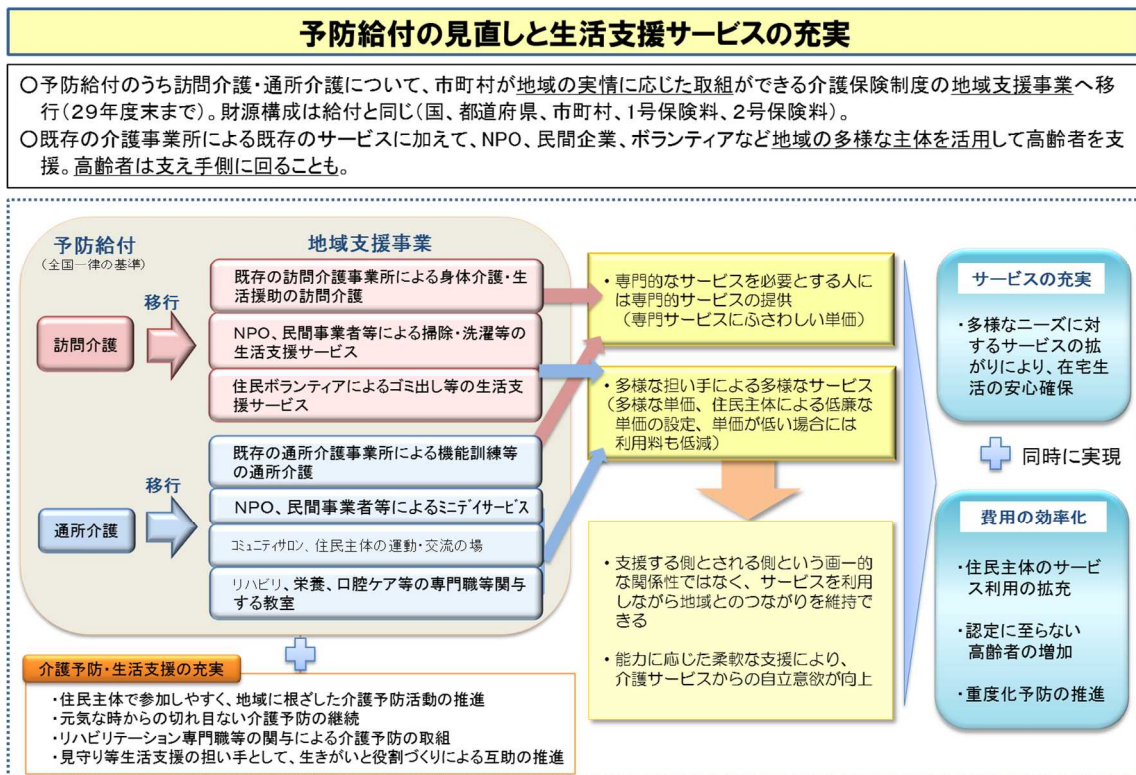 予防給付の見直しと生活支援サービスの充実
○予防給付のうち訪問介護・通所介護について、市町村が地域の実情に応じた取組ができる介護保険制度の地域支援事業へ移
行(29年度末まで)。財源構成は給付と同じ(国、都道府県、市町村、1号保険料、2号保険料)。
○既存の介護事業所による既存のサービスに加えて、NPO、民間企業、ボランティアなど地域の多様な主体を活用して高齢者を支
援。高齢者は支え手側に回ることも。
予防給付
(全国一律の基準)
地域支援事業
移行
訪問介護
既存の訪問介護事業所による身体介護・生
活援助の訪問介護
NPO、民間事業者等による掃除・洗濯等の
生活支援サービス
住民ボランティアによるゴミ出し等の生活支
援サービス
移行
通所介護
既存の通所介護事業所による機能訓練等
の通所介護
NPO、民間事業者等によるミニデイサービス
コミュニティサロン、住民主体の運動・交流の場
リハビリ、栄養、口腔ケア等の専門職等関与
する教室
介護予防・生活支援の充実
・住民主体で参加しやすく、地域に根ざした介護予防活動の推進
・元気な時からの切れ目ない介護予防の継続
・リハビリテーション専門職等の関与による介護予防の取組
・見守り等生活支援の担い手として、生きがいと役割づくりによる互助の推進
・専門的なサービスを必要とする人に
は専門的サービスの提供
(専門サービスにふさわしい単価)
・多様な担い手による多様なサービス
(多様な単価、住民主体による低廉な
単価の設定、単価が低い場合には
利用料も低減)
・支援する側とされる側という画一的
な関係性ではなく、サービスを利用
しながら地域とのつながりを維持で
きる
・能力に応じた柔軟な支援により、
介護サービスからの自立意欲が向上
サービスの充実
・多様なニーズに対
するサービスの拡
がりにより、在宅生
活の安心確保
同時に実現
費用の効率化
・住民主体のサービ
ス利用の拡充
・認定に至らない
高齢者の増加
・重度化予防の推進